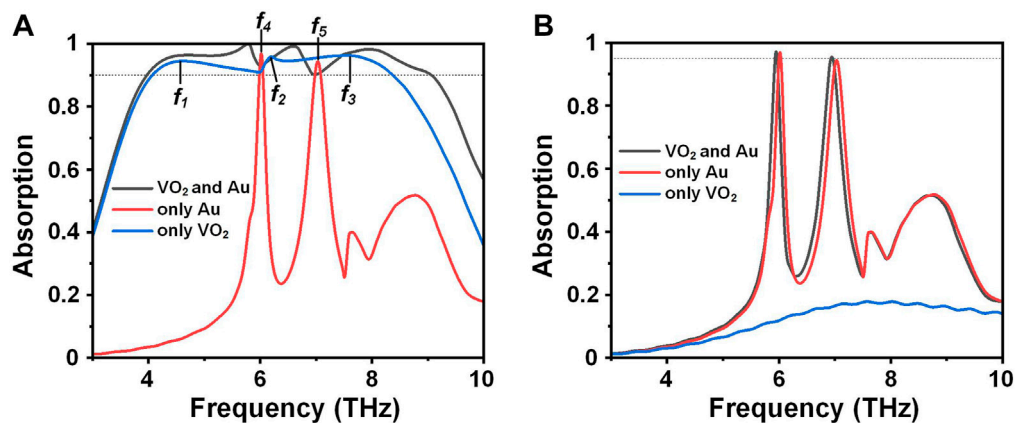 A
f4
f5
1
0.8
0.6
0.4
0.2
0
Absorption
f1
f2
f3
VO2 and Au
only Au
only VO2
4
6
8
10
Frequency (THz)
B
1
0.8
0.6
0.4
0.2
0
Absorption
VO2 and Au
only Au
only VO2
4
6
8
10
Frequency (THz)